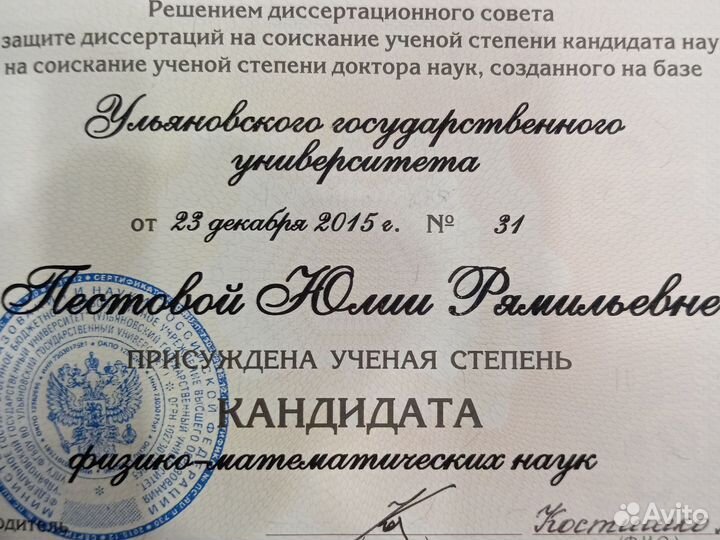 Решением диссертационного совета
защите диссертаций на соискание ученой степени кандидата нау
на соискание ученой степени доктора наук, созданного на базе
Ульяновского государственного
университета
от 23 декабря 2015 г. № 31
Тестовой Юлии Рямильевне
ПРИСУЖДЕНА УЧЕНАЯ СТЕПЕНЬ
КАНДИДАТА
физико-математических наук
Avito